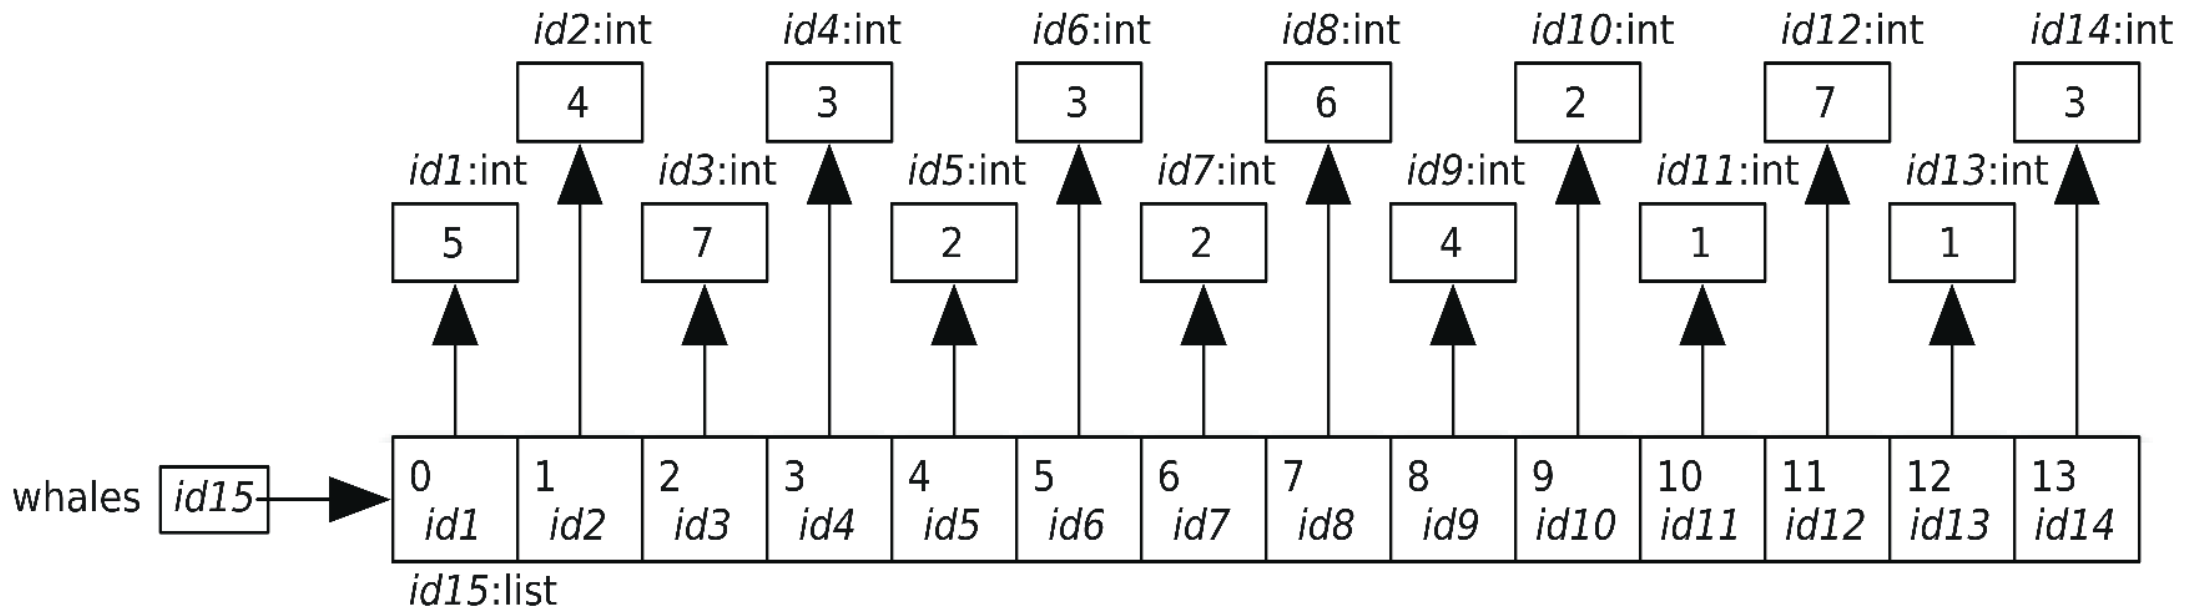 id2:int id4:int id6:int id8:int id10:int id12:int id14:int
4 3 3 6 2 7 3
id1:int id3:int id5:int id7:int id9:int id11:int id13:int
5 7 2 2 4 1 1
0 1 2 3 4 5 6 7 8 9 10 11 12 13
whales id15 id1 id2 id3 id4 id5 id6 id7 id8 id9 id10 id11 id12 id13 id14
id15:list